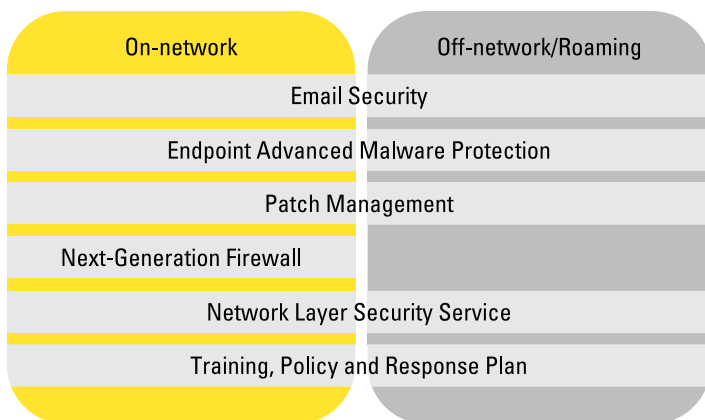 On-network
Off-network/Roaming
Email Security
Endpoint Advanced Malware Protection
Patch Management
Next-Generation Firewall
Network Layer Security Service
Training, Policy and Response Plan